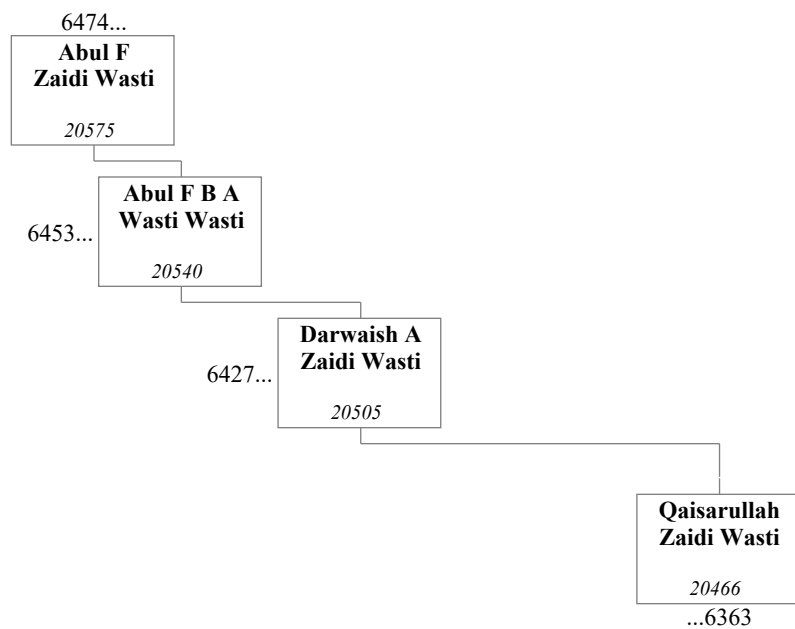 6474...
Abul F
Zaidi Wasti
20575
Abul F B A
Wasti Wasti
6453...
20540
Darwaish A
Zaidi Wasti
6427...
20505
Qaisarullah
Zaidi Wasti
20466
...6363